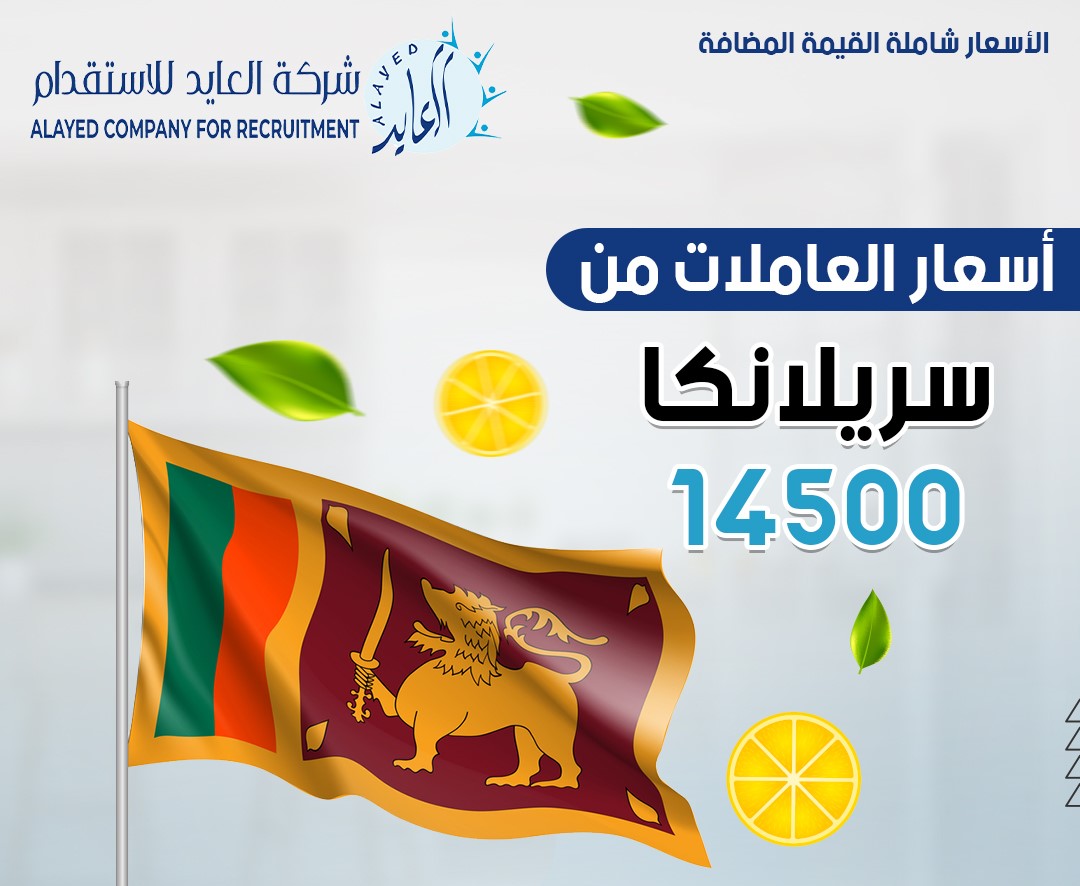 الأسعار شاملة القيمة المضافة
شركة العايد للاستقدام
ALAYED COMPANY FOR RECRUITMENT
ALAYED
العايد
أسعار العاملات من
سريلانكا
14500